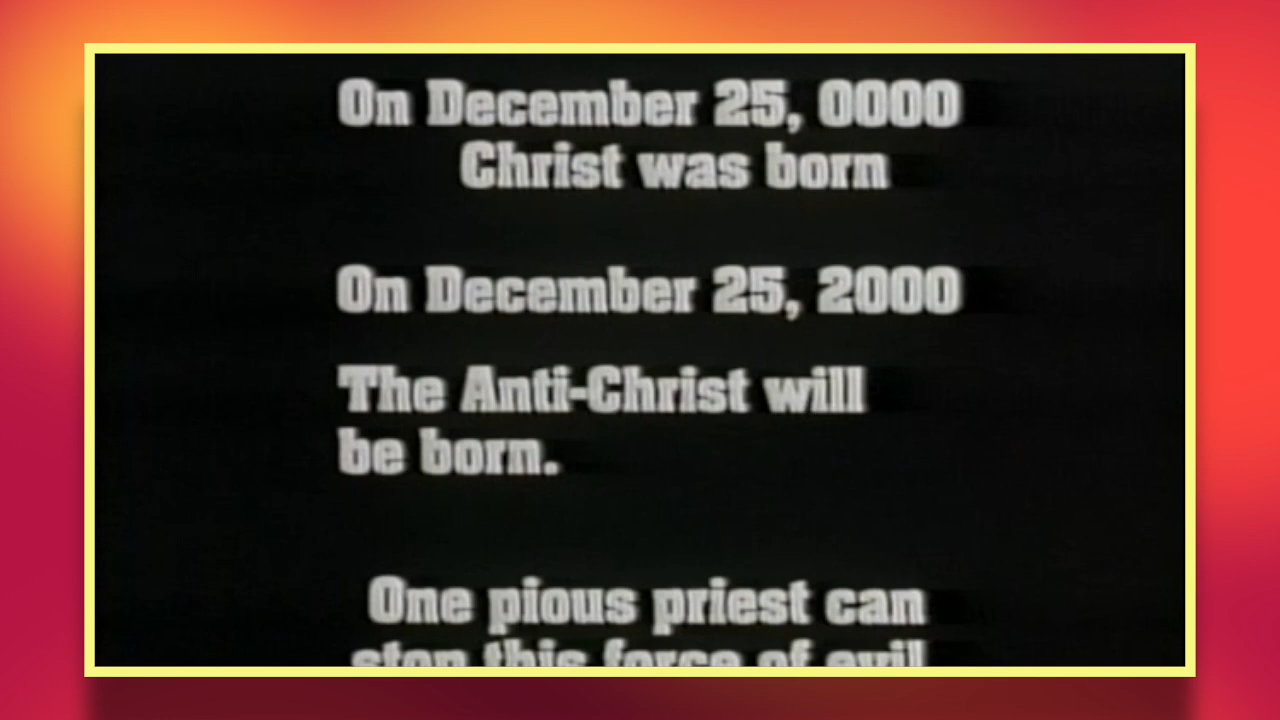 On December 25, 0000
Christ was born
On December 25, 2000
The Anti-Christ will
be born.
One pious priest can
stop this force of evil